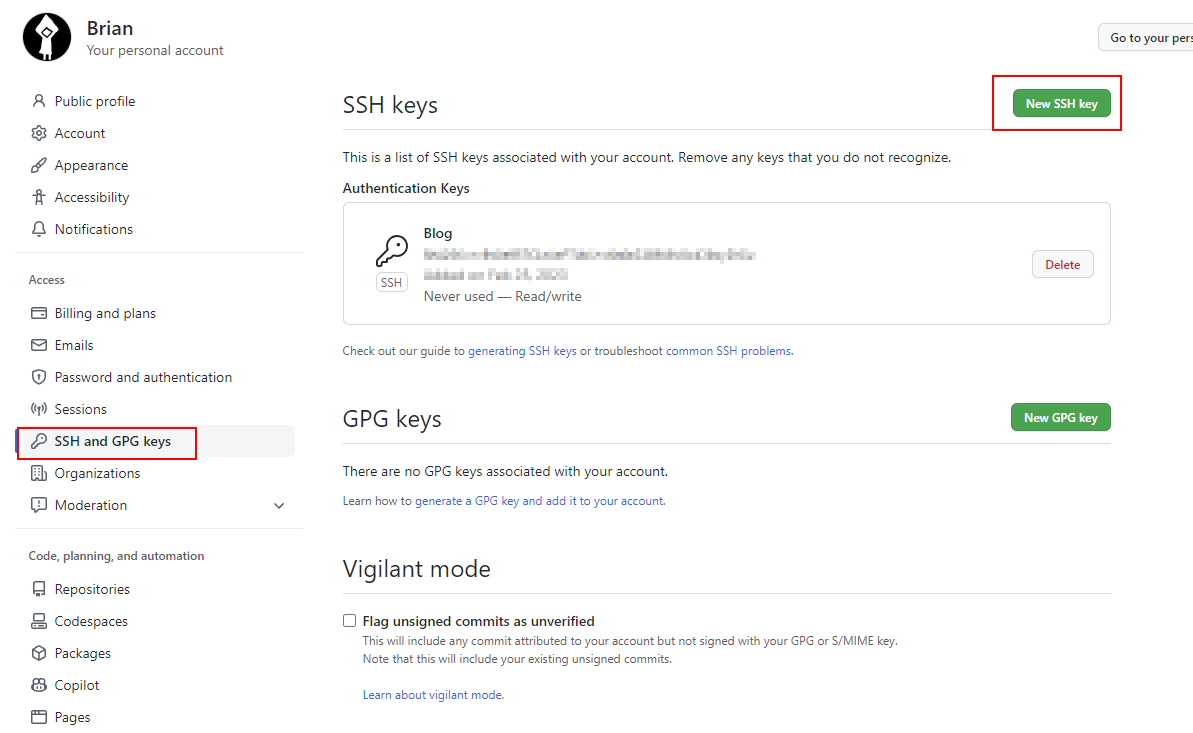 Brian
Your personal account
Go to your pers
Public profile
Account
Appearance
Accessibility
Notifications
Access
Billing and plans
Emails
Password and authentication
Sessions
SSH and GPG keys
Organizations
Moderation
Code, planning, and automation
Repositories
Codespaces
Packages
Copilot
Pages
SSH keys
New SSH key
This is a list of SSH keys associated with your account. Remove any keys that you do not recognize.
Authentication Keys
Blog
SSH
Never used — Read/write
Delete
Check out our guide to generating SSH keys or troubleshoot common SSH problems.
GPG keys
New GPG key
There are no GPG keys associated with your account.
Learn how to generate a GPG key and add it to your account.
Vigilant mode
Flag unsigned commits as unverified
This will include any commit attributed to your account but not signed with your GPG or S/MIME key.
Note that this will include your existing unsigned commits.
Learn about vigilant mode.